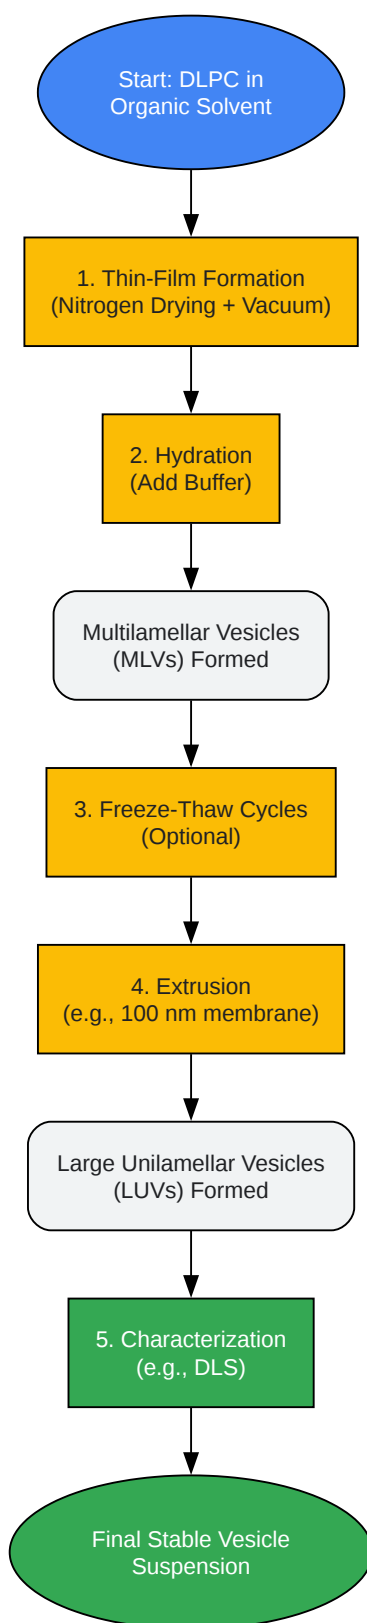 Start: DLPC in
Organic Solvent
1. Thin-Film Formation
(Nitrogen Drying + Vacuum)
2. Hydration
(Add Buffer)
Multilamellar Vesicles
(MLVs) Formed
3. Freeze-Thaw Cycles
(Optional)
4. Extrusion
(e.g., 100 nm membrane)
Large Unilamellar Vesicles
(LUVs) Formed
5. Characterization
(e.g., DLS)
Final Stable Vesicle
Suspension